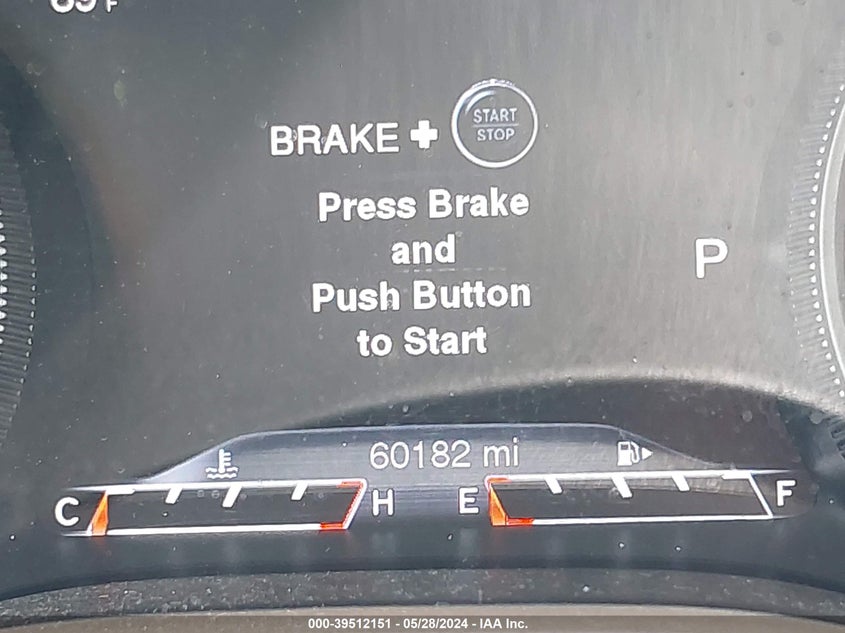 BRAKE + START STOP
Press Brake
and
Push Button
to Start
P
60182 mi
C H E F
000-39512151 - 05/28/2024 - IAA Inc.